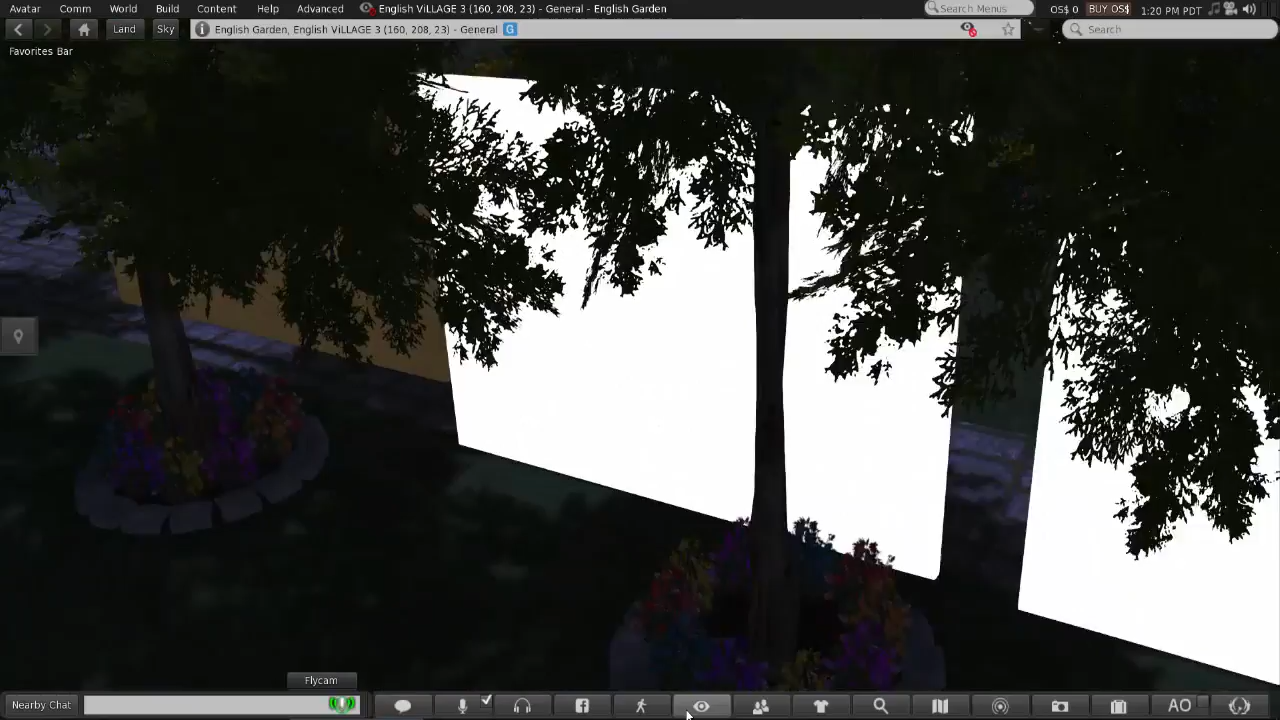 Avatar Comm World Build Content Help Advanced English ViLLAGE 3 (160, 208, 23) - General - English Garden Search Menus OS$ 0 BUY OS$ 1:20 PM PDT
Land Sky English Garden, English ViLLAGE 3 (160, 208, 23) - General G Search
Favorites Bar
Flycam
Nearby Chat AO